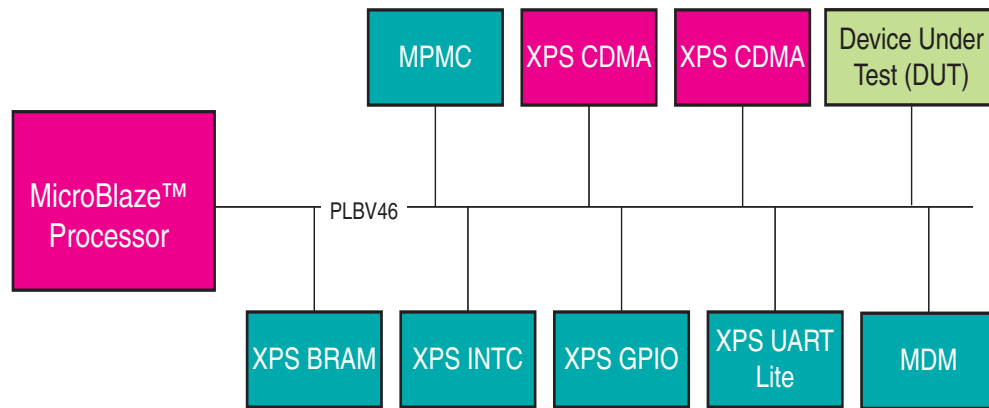 MPMC
XPS CDMA
XPS CDMA
Device Under
Test (DUT)
MicroBlaze™
Processor
PLBV46
XPS BRAM
XPS INTC
XPS GPIO
XPS UART
Lite
MDM